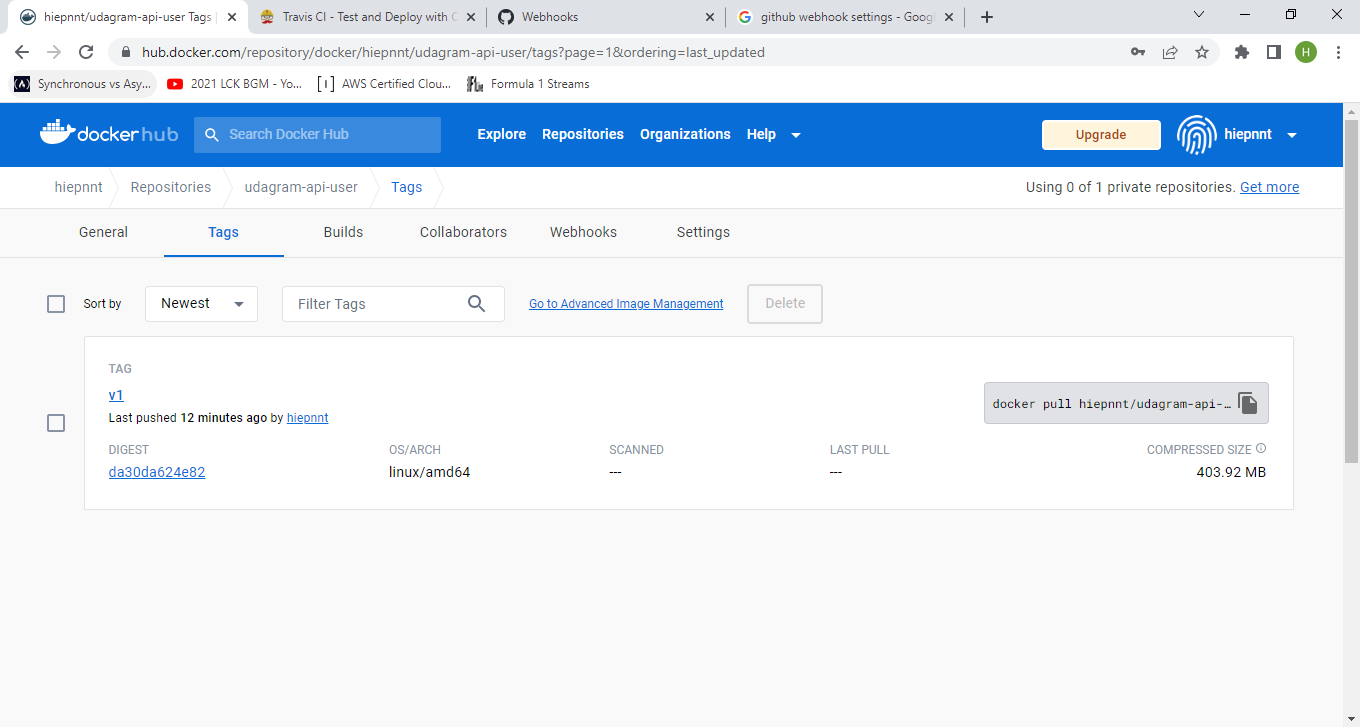 hiepnnt/udagram-api-user Tags |
Travis CI - Test and Deploy with C
Webhooks
github webhook settings - Goog
hub.docker.com/repository/docker/hiepnnt/udagram-api-user/tags?page=1&ordering=last_updated
H
Synchronous vs Asy...
2021 LCK BGM - Yo...
AWS Certified Clou...
Formula 1 Streams
dockerhub
Search Docker Hub
Explore
Repositories
Organizations
Help
Upgrade
hiepnnt
hiepnnt
Repositories
udagram-api-user
Tags
Using 0 of 1 private repositories. Get more
General
Tags
Builds
Collaborators
Webhooks
Settings
Sort by
Newest
Filter Tags
Go to Advanced Image Management
Delete
TAG
v1
Last pushed 12 minutes ago by hiepnnt
docker pull hiepnnt/udagram-api-…
DIGEST
OS/ARCH
SCANNED
LAST PULL
COMPRESSED SIZE
da30da624e82
linux/amd64
---
---
403.92 MB